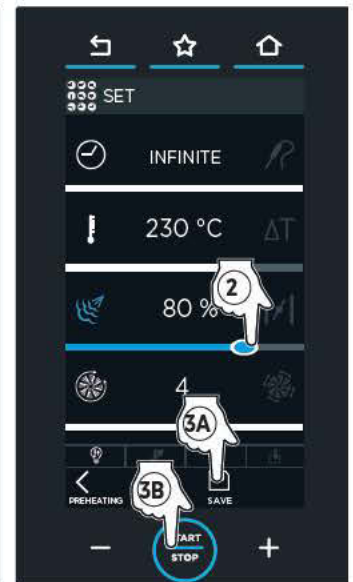 SET
INFINITE
230 °C ΔT
2
80 %
4
3A
3B
PREHEATING SAVE
START
− +
STOP